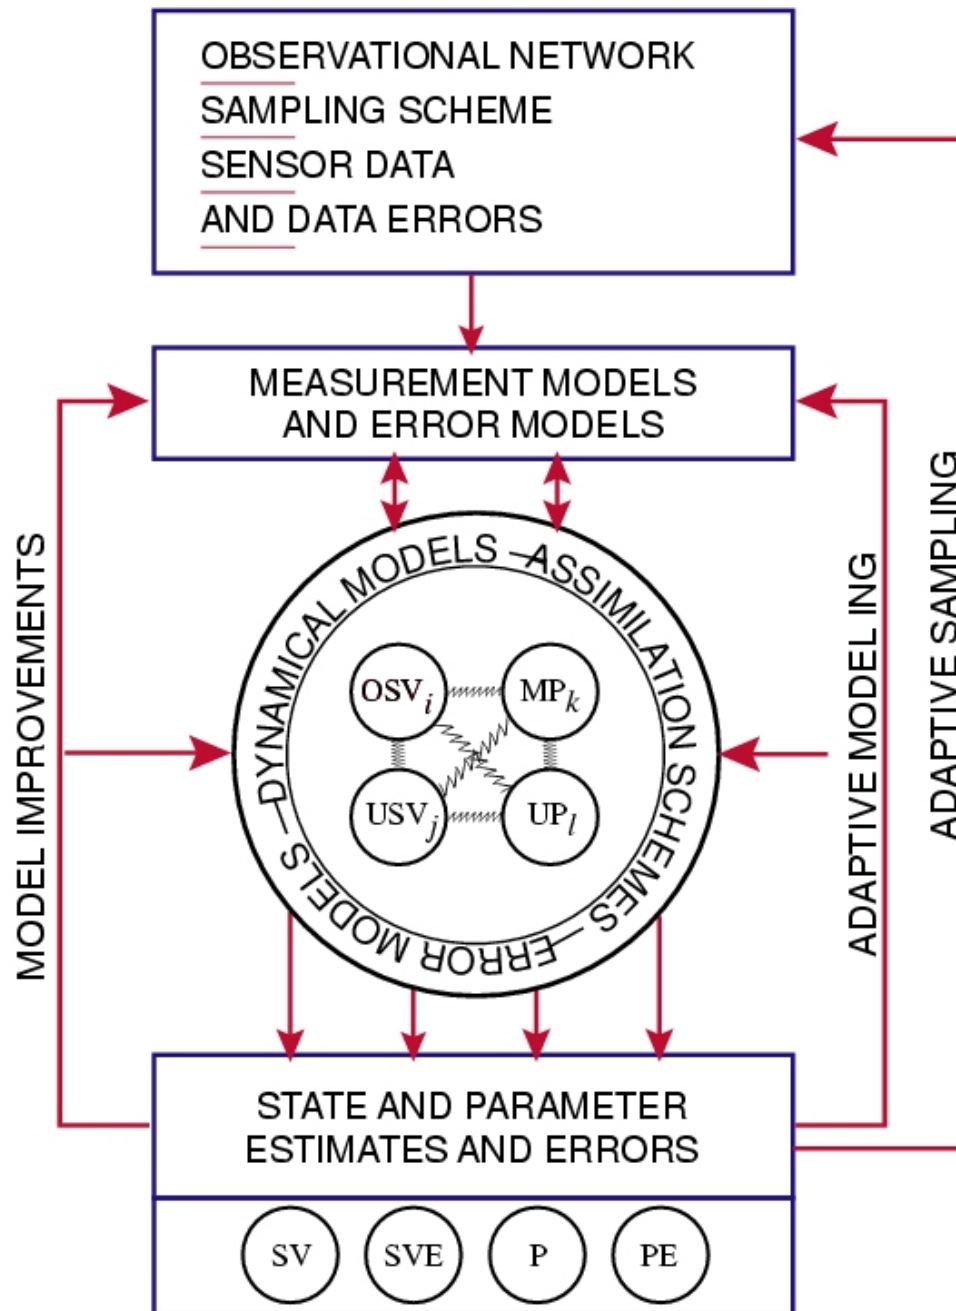 OBSERVATIONAL NETWORK
SAMPLING SCHEME
SENSOR DATA
AND DATA ERRORS
MEASUREMENT MODELS
AND ERROR MODELS
DYNAMICAL MODELS — ASSIMILATION SCHEMES — ERROR MODELS —
OSVi
MPk
USVj
UPl
MODEL IMPROVEMENTS
ADAPTIVE MODEL ING
ADAPTIVE SAMPLING
STATE AND PARAMETER
ESTIMATES AND ERRORS
SV
SVE
P
PE